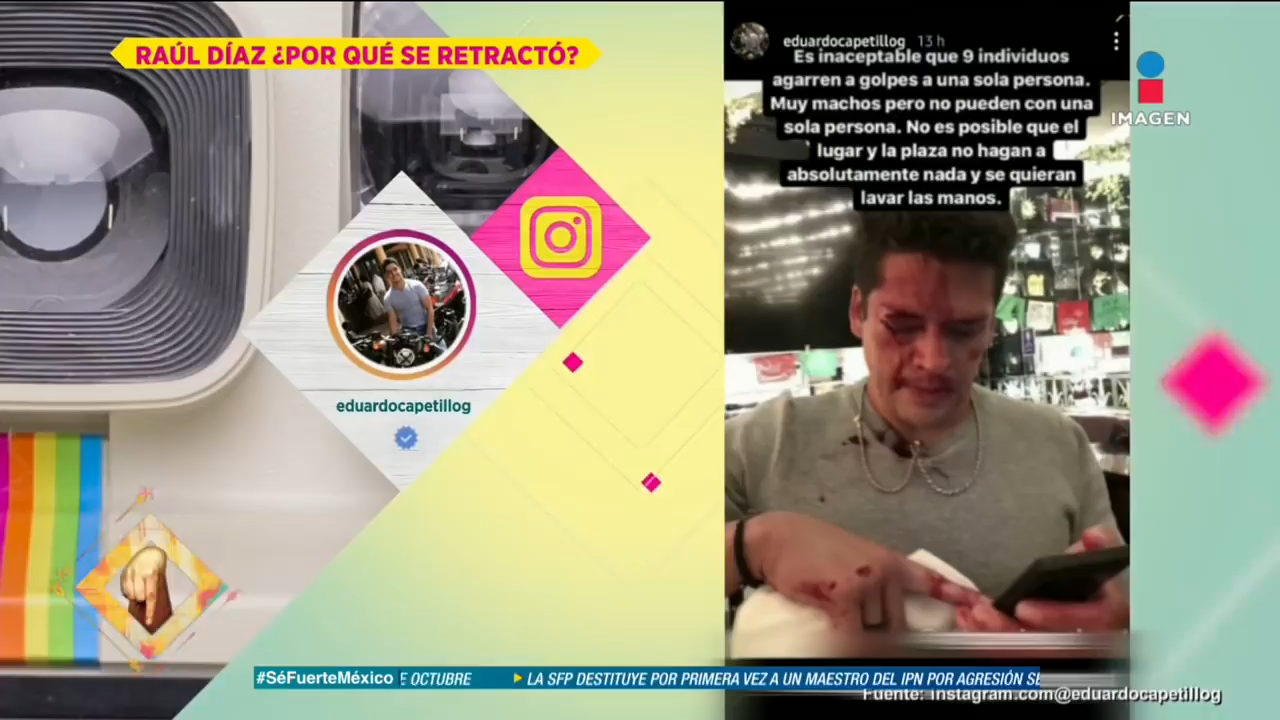 RAÚL DÍAZ ¿POR QUÉ SE RETRACTÓ?
eduardocapetillog 13 h
Es inaceptable que 9 individuos
agarren a golpes a una sola persona.
Muy machos pero no pueden con una
sola persona. No es posible que el
lugar y la plaza no hagan a
absolutamente nada y se quieran
lavar las manos.
IMAGEN
eduardocapetillog
#SéFuerteMéxico E OCTUBRE LA SFP DESTITUYE POR PRIMERA VEZ A UN MAESTRO DEL IPN POR AGRESIÓN SE
Fuente: Instagram.com@eduardocapetillog